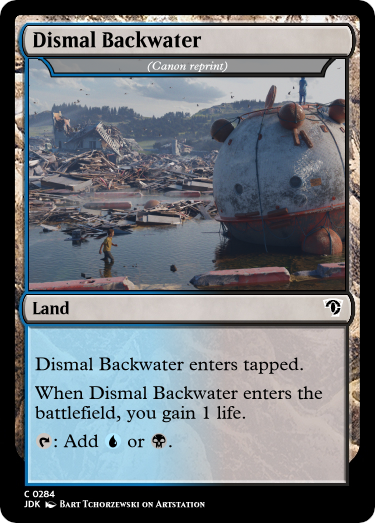 Dismal Backwater
(Canon reprint)
Land
Dismal Backwater enters tapped.
When Dismal Backwater enters the
battlefield, you gain 1 life.
: Add or .
C 0284
JDK Bart Tchorzewski on Artstation